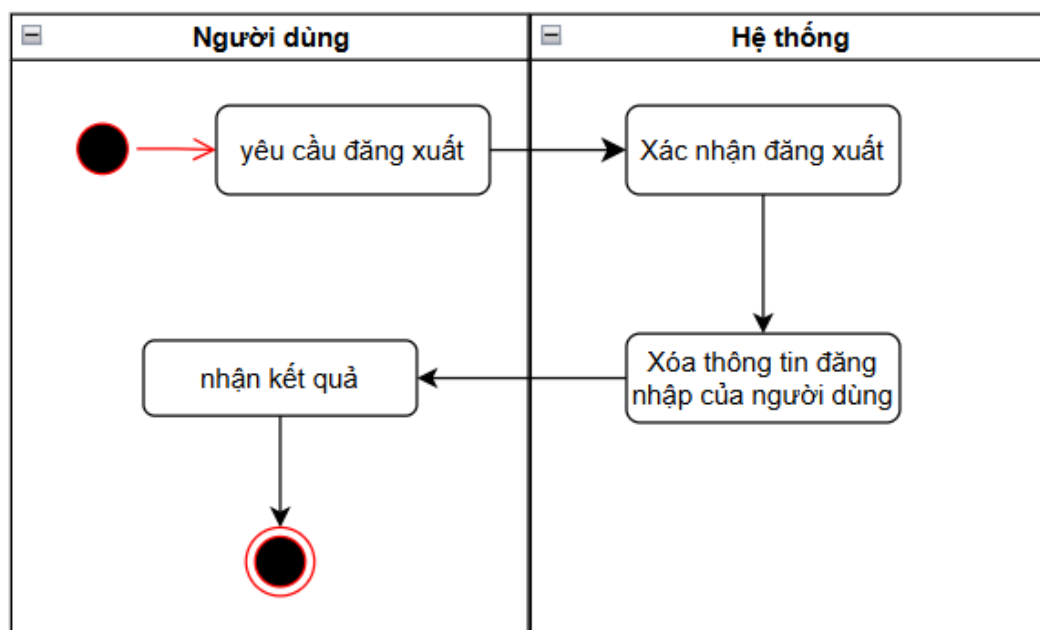 Người dùng
Hệ thống
yêu cầu đăng xuất
Xác nhận đăng xuất
nhận kết quả
Xóa thông tin đăng
nhập của người dùng